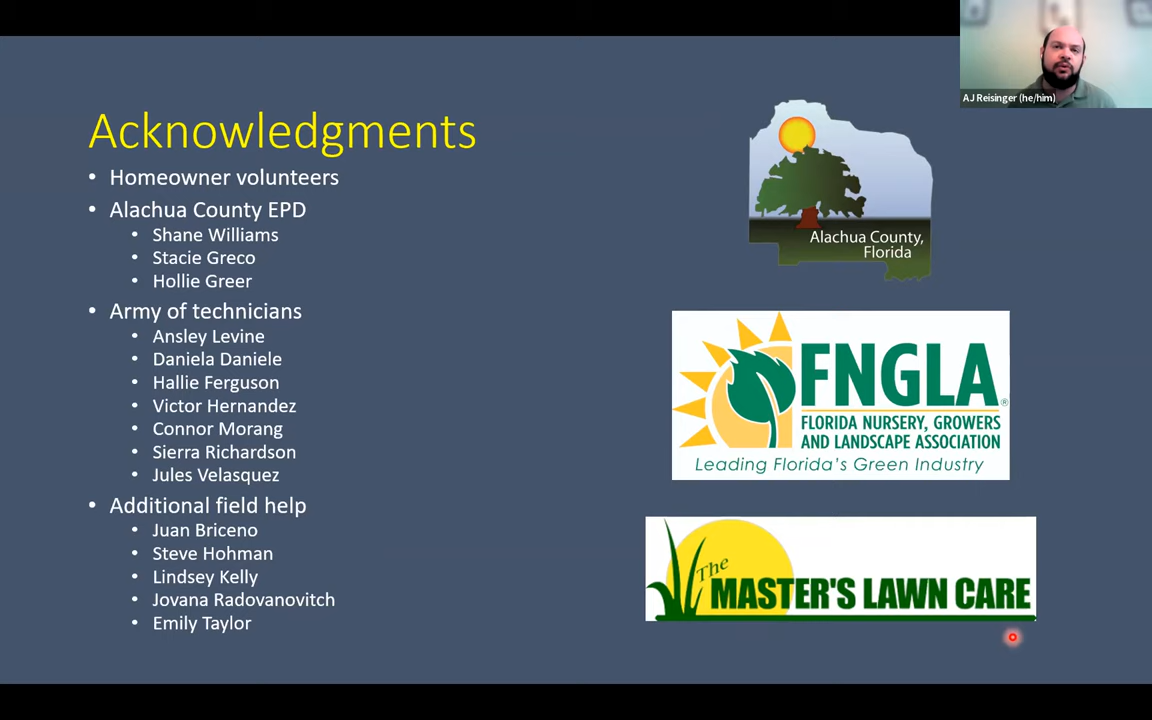 AJ Reisinger (he/him)
Acknowledgments
• Homeowner volunteers
• Alachua County EPD
• Shane Williams
• Stacie Greco
• Hollie Greer
• Army of technicians
• Ansley Levine
• Daniela Daniele
• Hallie Ferguson
• Victor Hernandez
• Connor Morang
• Sierra Richardson
• Jules Velasquez
• Additional field help
• Juan Briceno
• Steve Hohman
• Lindsey Kelly
• Jovana Radovanovitch
• Emily Taylor
Alachua County,
Florida
FNGLA®
FLORIDA NURSERY, GROWERS
AND LANDSCAPE ASSOCIATION
Leading Florida's Green Industry
The
MASTER'S LAWN CARE